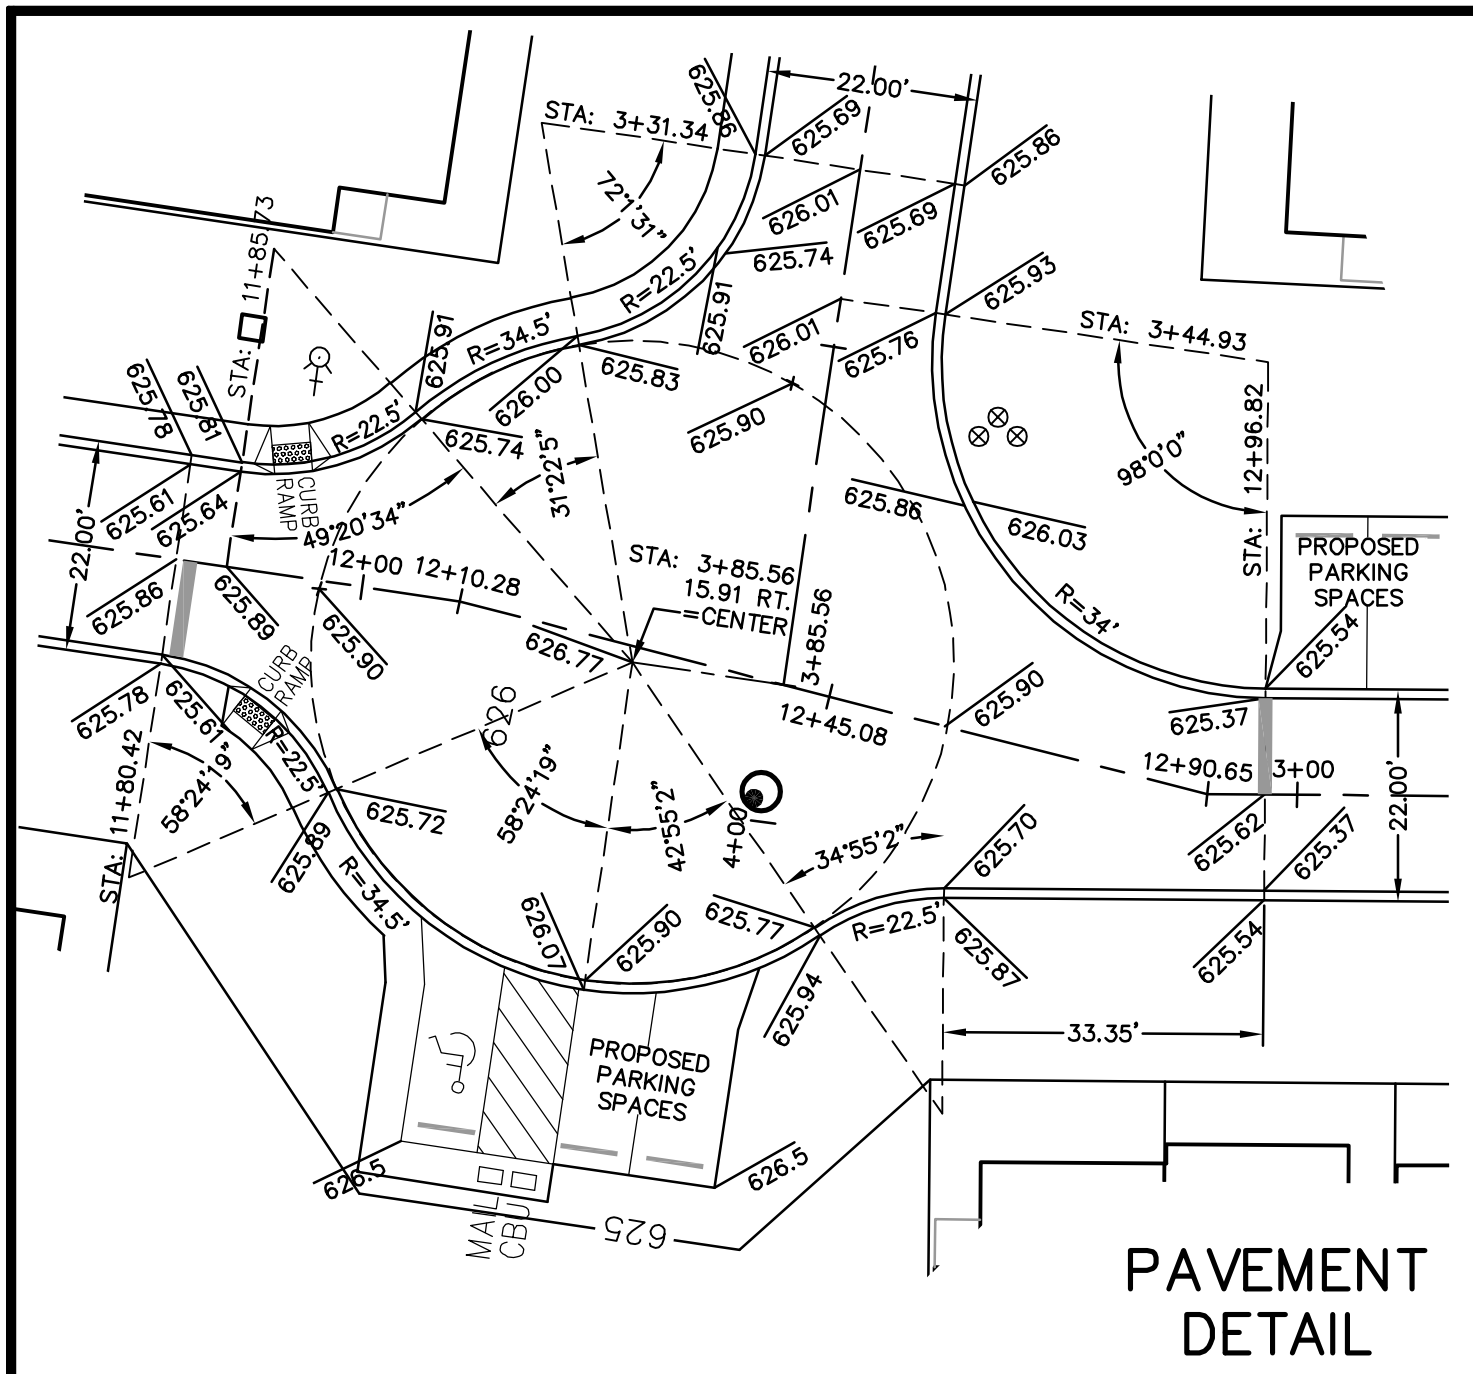 22.00'
625.86
STA: 3+31.34
625.69
625.86
72°1'31"
626.01
625.69
625.74
R=22.5'
R=34.5'
625.91
625.91
626.01
625.93
STA: 3+44.93
625.76
STA: 11+85.73
625.78
625.81
R=22.5'
626.00
625.83
625.90
625.74
31°22'5"
STA: 12+96.82
98°0'0"
625.61
625.64
CURB
RAMP
49°20'34"
22.00'
625.86
626.03
12+00
12+10.28
STA: 3+85.56
15.91 RT.
=CENTER
3+85.56
PROPOSED
PARKING
SPACES
R=34'
625.54
625.86
625.89
625.90
626.77
CURB
RAMP
625.78
625.61
626
625.90
12+45.08
625.37
12+90.65
3+00
22.00'
STA: 11+80.42
58°24'19"
R=22.5'
625.72
58°24'19"
42°55'2"
4+00
34°55'2"
625.70
625.62
625.37
625.89
R=34.5'
626.07
625.90
625.77
R=22.5'
625.87
625.54
625.94
33.35'
PROPOSED
PARKING
SPACES
626.5
626.5
MAIL
CBU
625
PAVEMENT
DETAIL